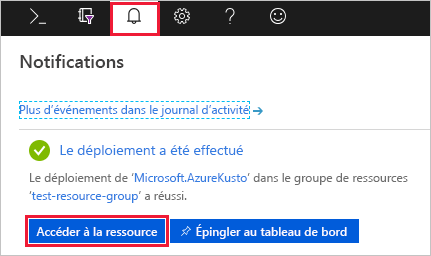 Notifications
Plus d'événements dans le journal d'activité
Le déploiement a été effectué
Le déploiement de 'Microsoft.AzureKusto' dans le groupe de ressources
'test-resource-group' a réussi.
Accéder à la ressource
Épingler au tableau de bord